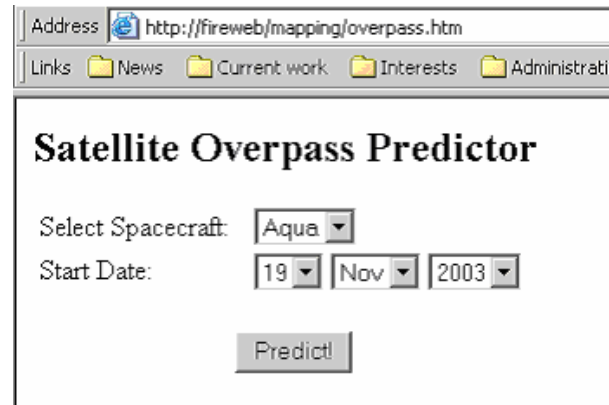 Address http://fireweb/mapping/overpass.htm
Links News Current work Interests Administrati
Satellite Overpass Predictor
Select Spacecraft: Aqua
Start Date: 19 Nov 2003
Predict!